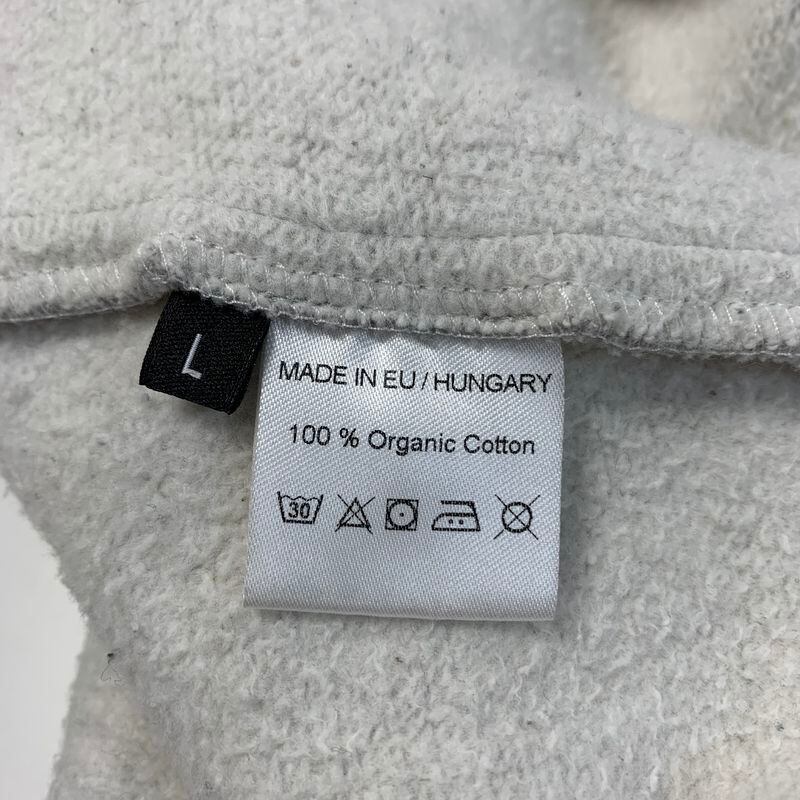 L
MADE IN EU / HUNGARY
100 % Organic Cotton
30